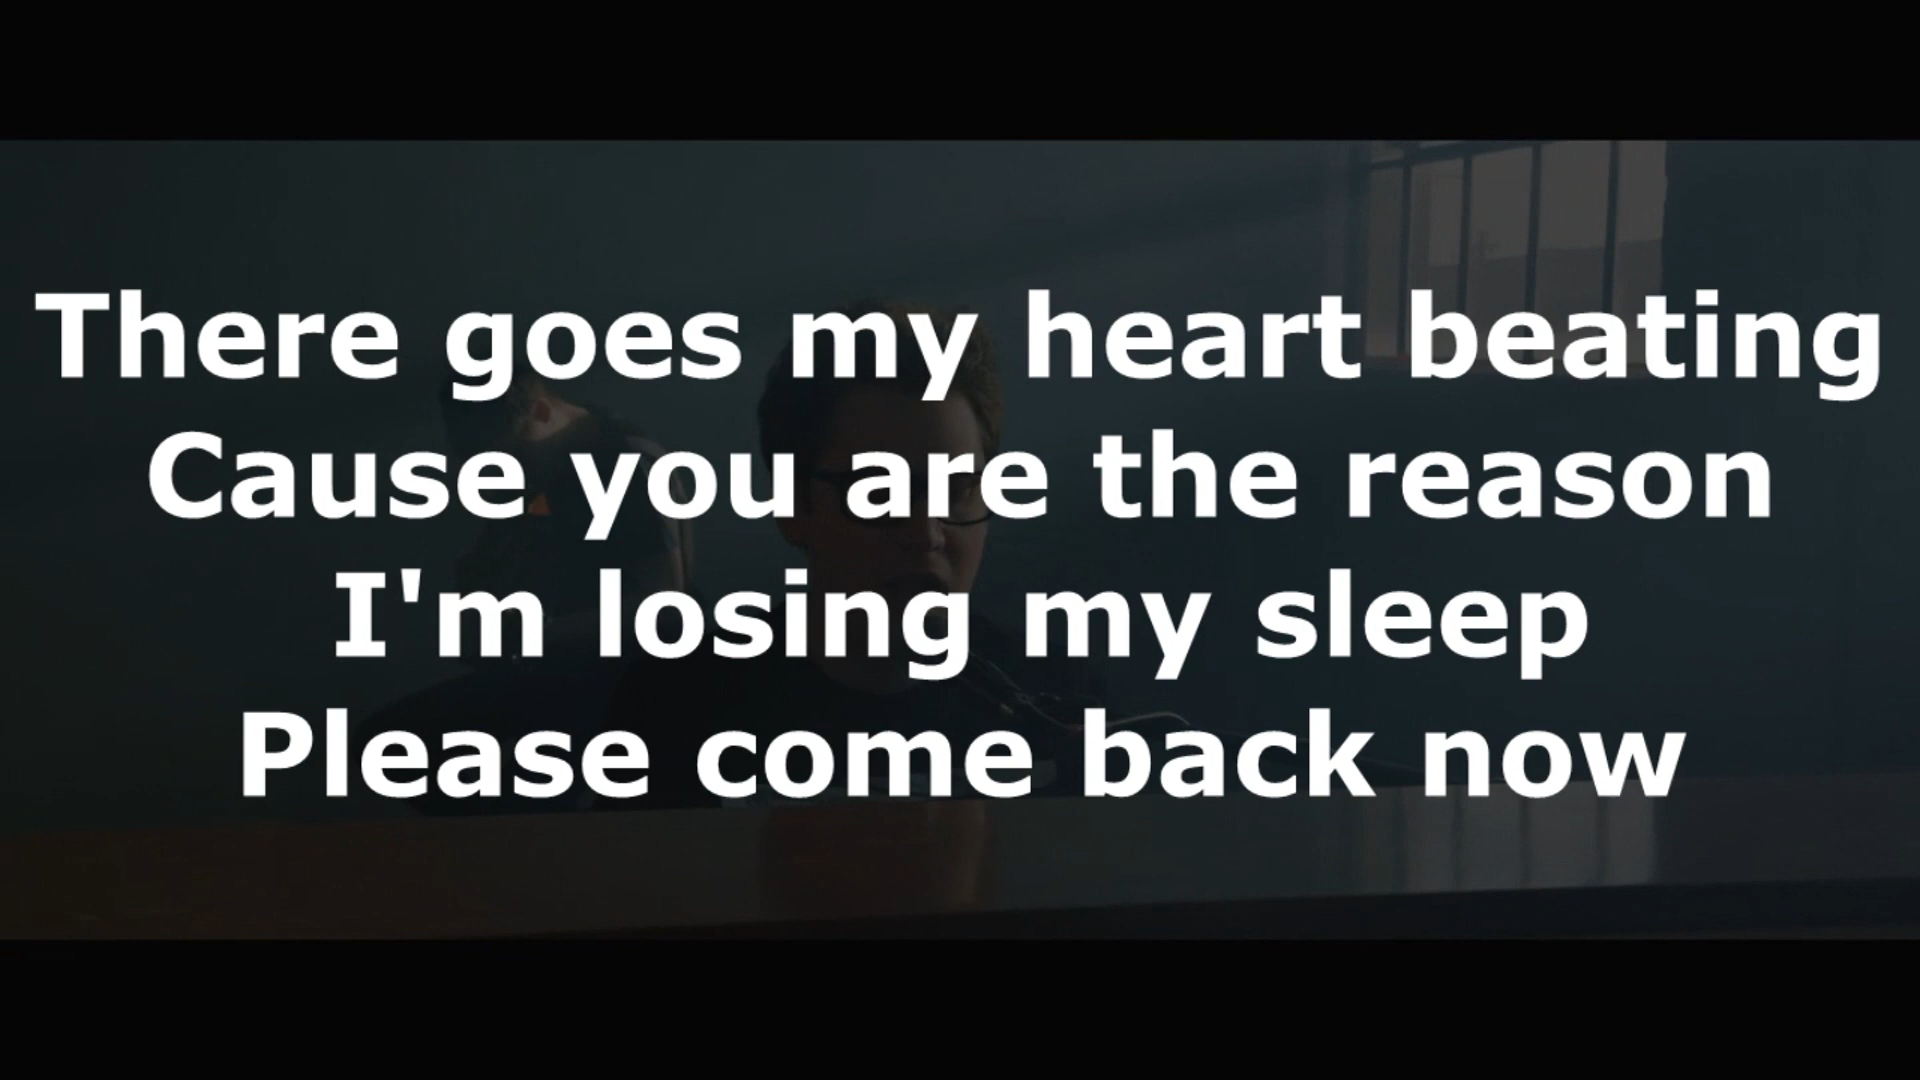 There goes my heart beating
Cause you are the reason
I'm losing my sleep
Please come back now